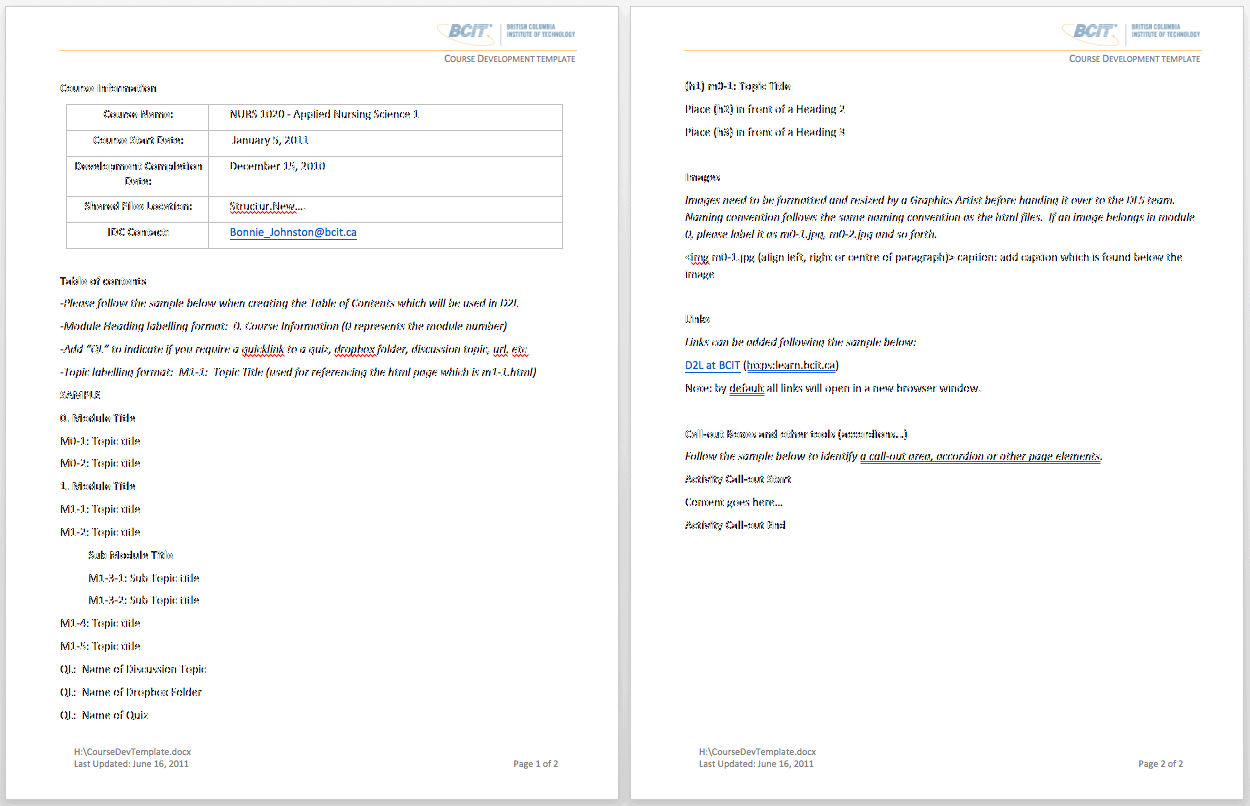 BCIT
BRITISH COLUMBIA
INSTITUTE OF TECHNOLOGY
COURSE DEVELOPMENT TEMPLATE
Course Information
Course Name: NURS 1020 - Applied Nursing Science 1
Course Start Date: January 5, 2011
Development Completion Date: December 15, 2010
Shared Files Location: Structur.New....
IDC Contact: Bonnie_Johnston@bcit.ca
Table of contents
-Please follow the sample below when creating the Table of Contents which will be used in D2L
-Module Heading labelling format:  0. Course Information (0 represents the module number)
-Add "QL" to indicate if you require a quicklink to a quiz, dropbox folder, discussion topic, url, etc
-Topic labelling format:  M1-1:  Topic Title (used for referencing the html page which is m1-1.html)
SAMPLE
0. Module Title
M0-1: Topic title
M0-2: Topic title
1. Module Title
M1-1: Topic title
M1-2: Topic title
Sub Module Title
M1-3-1: Sub Topic title
M1-3-2: Sub Topic title
M1-4: Topic title
M1-5: Topic title
QL:  Name of Discussion Topic
QL:  Name of Dropbox Folder
QL:  Name of Quiz
H:\CourseDevTemplate.docx
Last Updated: June 16, 2011
Page 1 of 2
BCIT
BRITISH COLUMBIA
INSTITUTE OF TECHNOLOGY
COURSE DEVELOPMENT TEMPLATE
(h1) m0-1: Topic Title
Place (h2) in front of a Heading 2
Place (h3) in front of a Heading 3
Images
Images need to be formatted and resized by a Graphics Artist before handing it over to the DLS team.
Naming convention follows the same naming convention as the html files.  If an image belongs in module
0, please label it as m0-1.jpg, m0-2.jpg and so forth.
<img m0-1.jpg (align left, right or centre of paragraph)> caption: add caption which is found below the
image
Links
Links can be added following the sample below:
D2L at BCIT (https:learn.bcit.ca)
Note: by default all links will open in a new browser window.
Call-out Boxes and other tools (accordians...)
Follow the sample below to identify a call-out area, accordion or other page elements.
Activity Call-out Start
Content goes here...
Activity Call-out End
H:\CourseDevTemplate.docx
Last Updated: June 16, 2011
Page 2 of 2